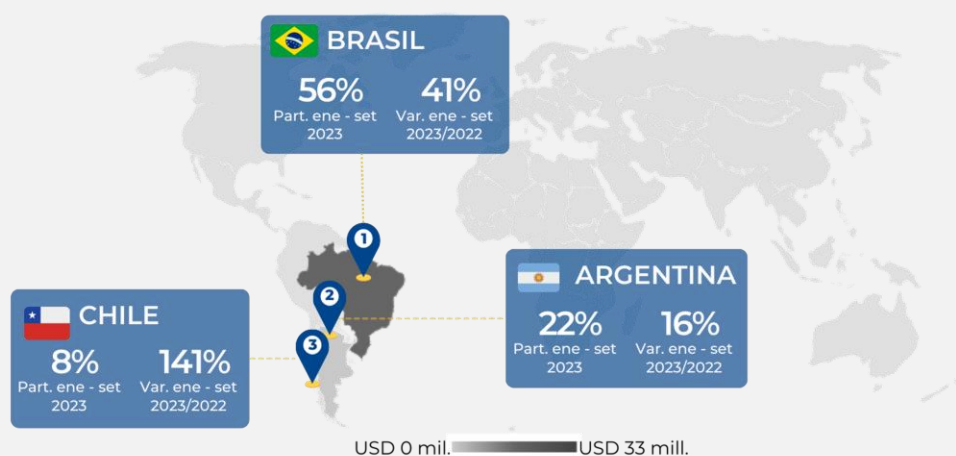 BRASIL
56%
Part. ene - set
2023
41%
Var. ene - set
2023/2022
1
2
3
ARGENTINA
22%
Part. ene - set
2023
16%
Var. ene - set
2023/2022
CHILE
8%
Part. ene - set
2023
141%
Var. ene - set
2023/2022
USD 0 mil.
USD 33 mill.